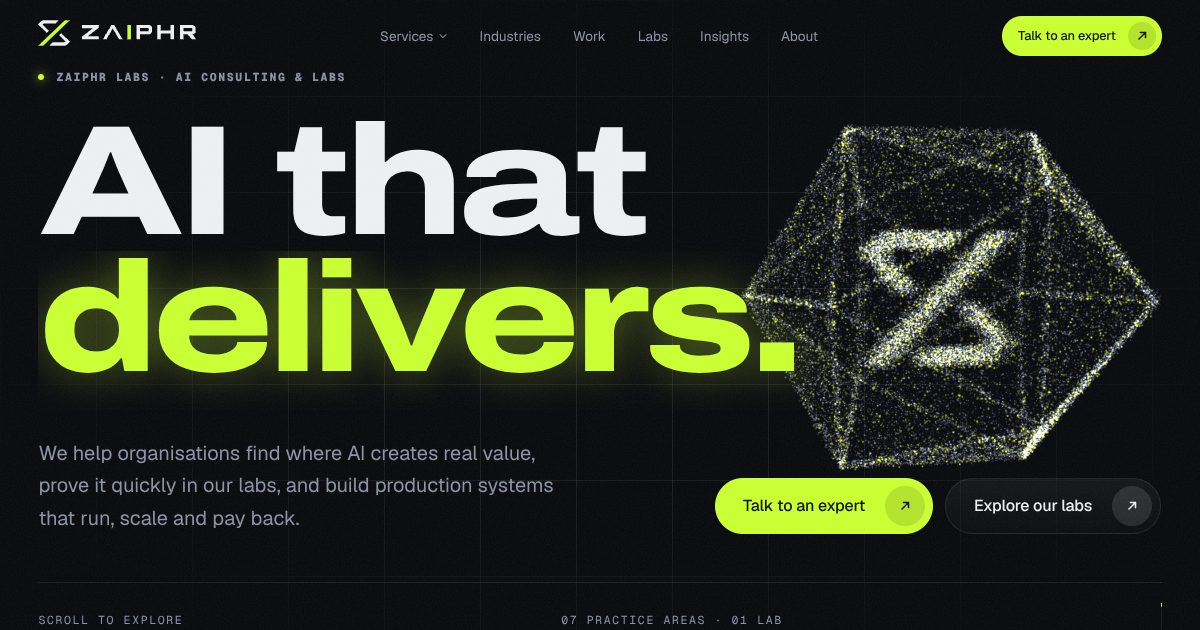 ZAIPHR
Services
Industries
Work
Labs
Insights
About
Talk to an expert
ZAIPHR LABS · AI CONSULTING & LABS
AI that
delivers.
We help organisations find where AI creates real value,
prove it quickly in our labs, and build production systems
that run, scale and pay back.
Talk to an expert
Explore our labs
SCROLL TO EXPLORE
07 PRACTICE AREAS · 01 LAB